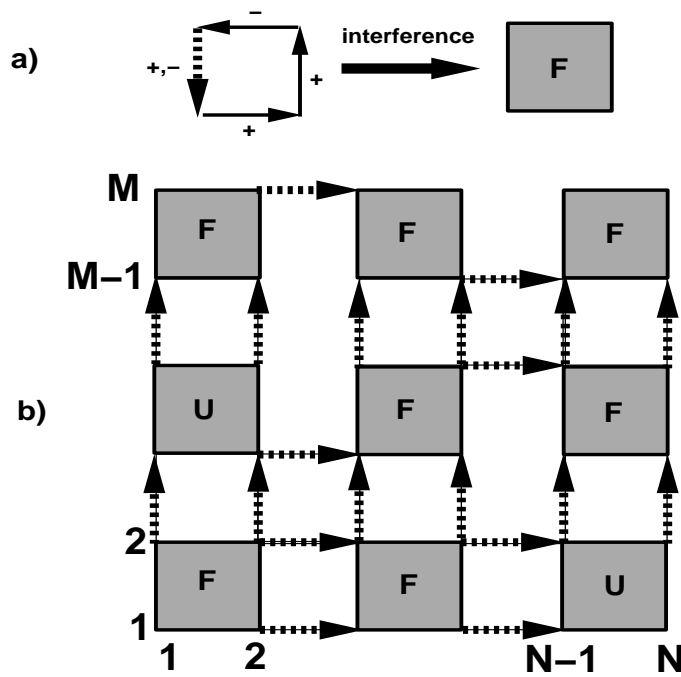 a)
–
+,–
+
+
interference
F
M
F
F
F
M–1
b)
U
F
F
2
F
F
U
1
1
2
N–1
N